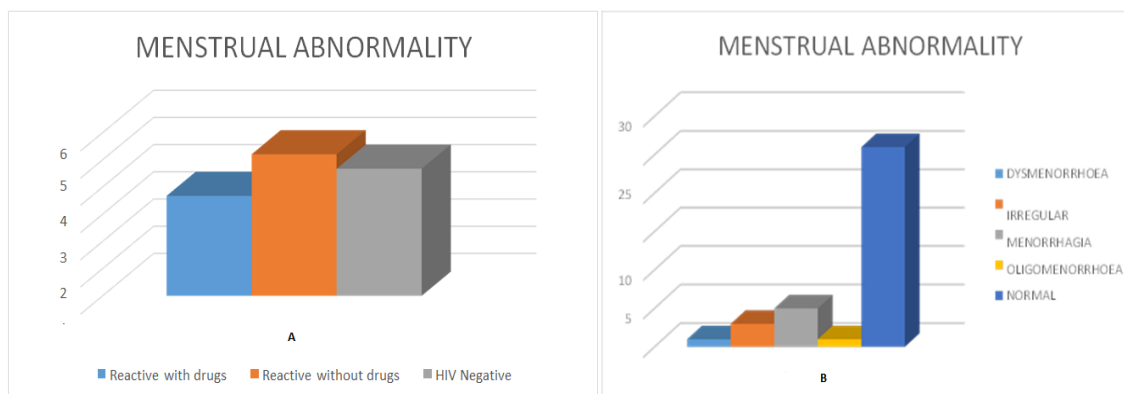 MENSTRUAL ABNORMALITY
6
5
4
3
2
A
Reactive with drugs Reactive without drugs HIV Negative
MENSTRUAL ABNORMALITY
30
25
10
5
DYSMENORRHOEA
IRREGULAR
MENORRHAGIA
OLIGOMENORRHOEA
NORMAL
B